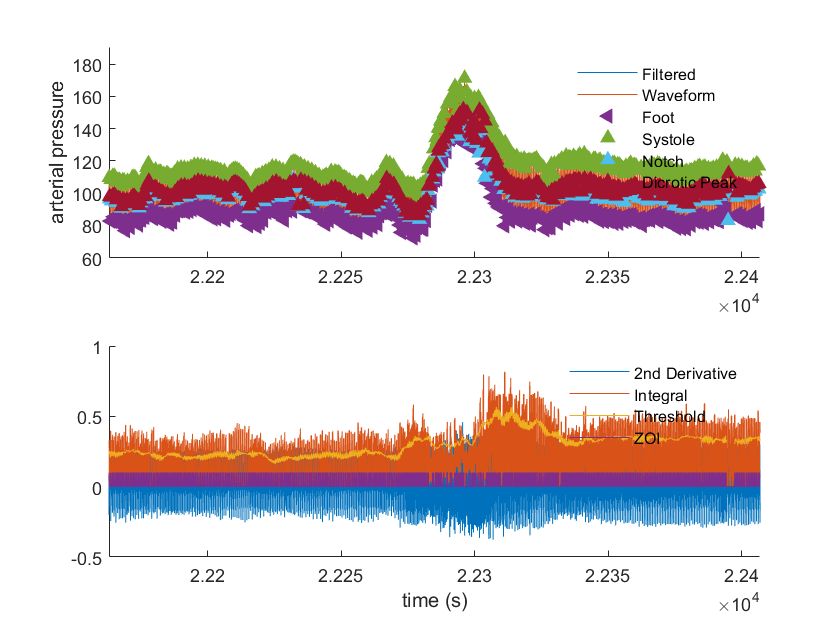 180
160
140
120
100
80
60
arterial pressure
Filtered
Waveform
Foot
Systole
Notch
Dicrotic Peak
2.22
2.225
2.23
2.235
2.24
×10^4
1
0.5
0
-0.5
2nd Derivative
Integral
Threshold
ZOI
2.22
2.225
2.23
2.235
2.24
time (s)
×10^4